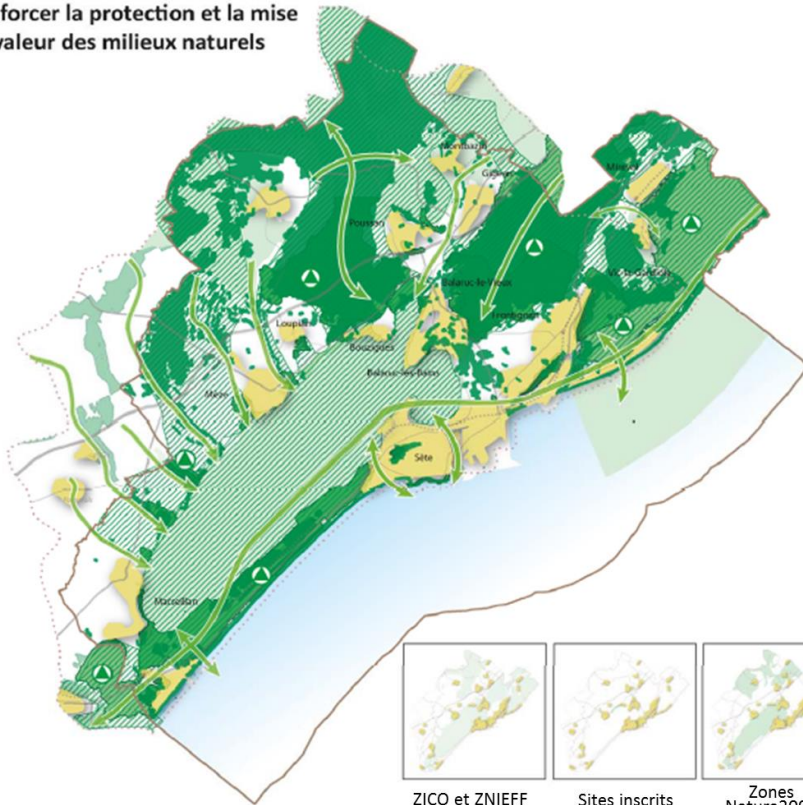 forcer la protection et la mise
valeur des milieux naturels
Montbazin
Gigean
Mireval
Poussan
Vic-la-Gardiole
Balaruc-le-Vieux
Frontignan
Loupian
Bouzigues
Balaruc-les-Bains
Mèze
Sète
Marseillan
ZICO et ZNIEFF
Sites inscrits
Zones